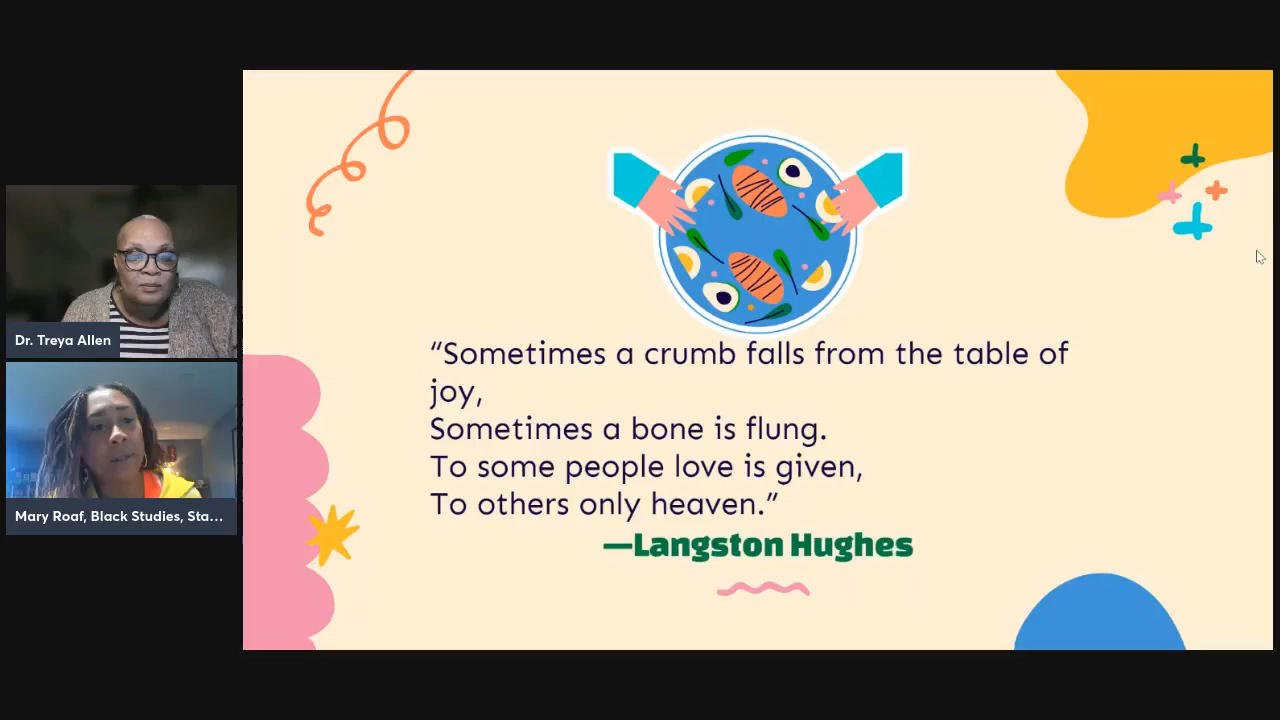 Dr. Treya Allen
Mary Roaf, Black Studies, Sta...
“Sometimes a crumb falls from the table of
joy,
Sometimes a bone is flung.
To some people love is given,
To others only heaven.”
—Langston Hughes